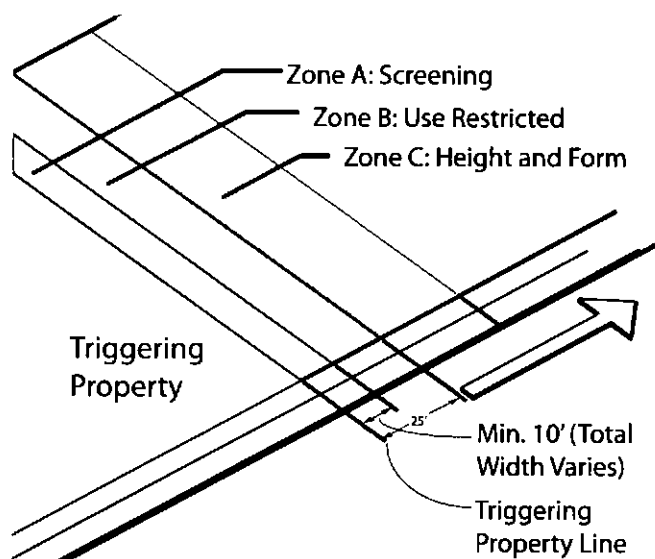 Zone A: Screening
Zone B: Use Restricted
Zone C: Height and Form
Triggering
Property
25'
Min. 10' (Total
Width Varies)
Triggering
Property Line